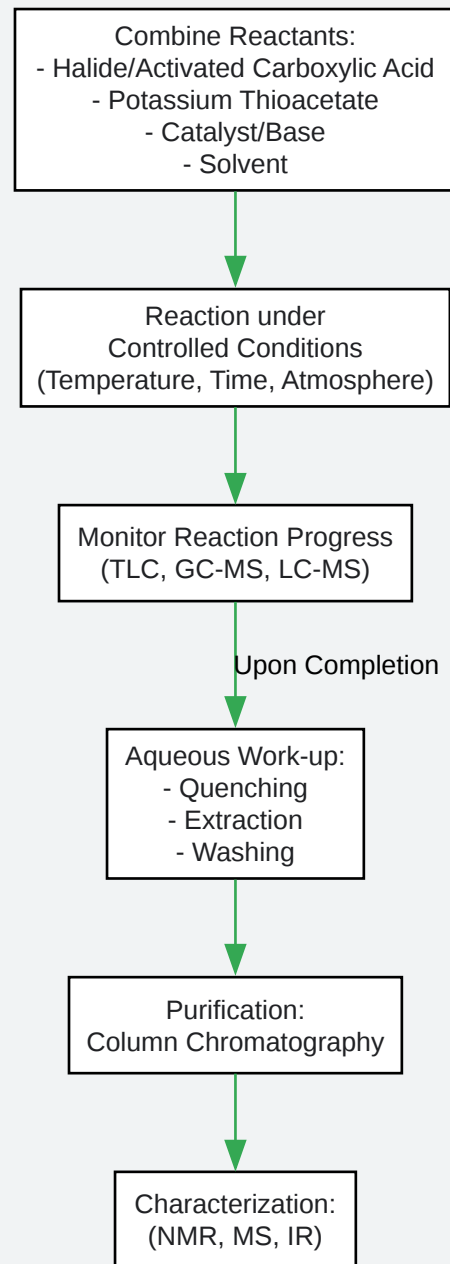 Combine Reactants:
- Halide/Activated Carboxylic Acid
- Potassium Thioacetate
- Catalyst/Base
- Solvent
Reaction under
Controlled Conditions
(Temperature, Time, Atmosphere)
Monitor Reaction Progress
(TLC, GC-MS, LC-MS)
Upon Completion
Aqueous Work-up:
- Quenching
- Extraction
- Washing
Purification:
Column Chromatography
Characterization:
(NMR, MS, IR)